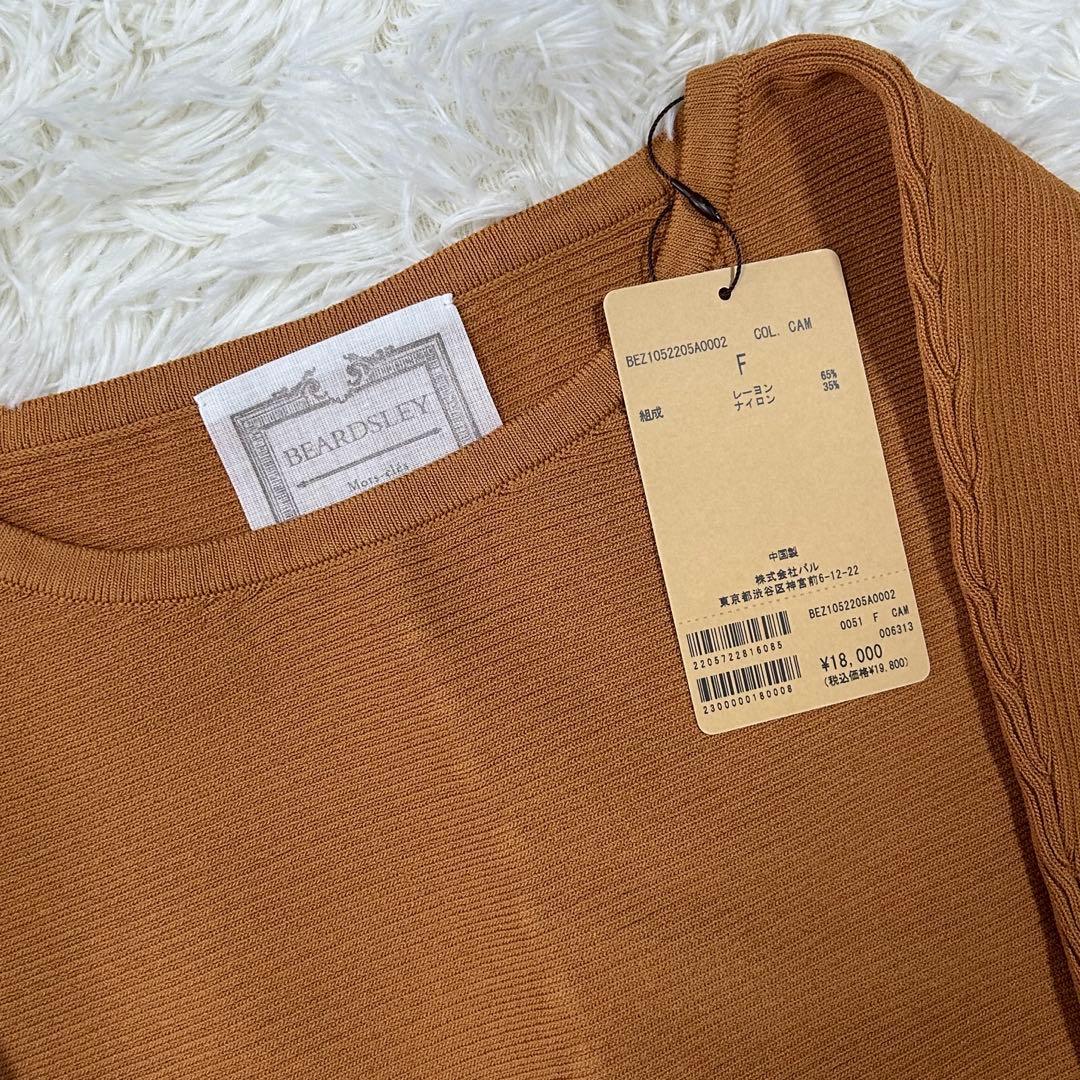 BEARDSLEY
Mors clés
BEZ1052205A0002 COL. CAM
F
組成 レーヨン 65%
ナイロン 35%
中国製
株式会社パル
東京都渋谷区神宮前6-12-22
BEZ1052205A0002
0051 F CAM
006313
2205722816085
¥18,000
(税込価格¥19,800)
2300000180008